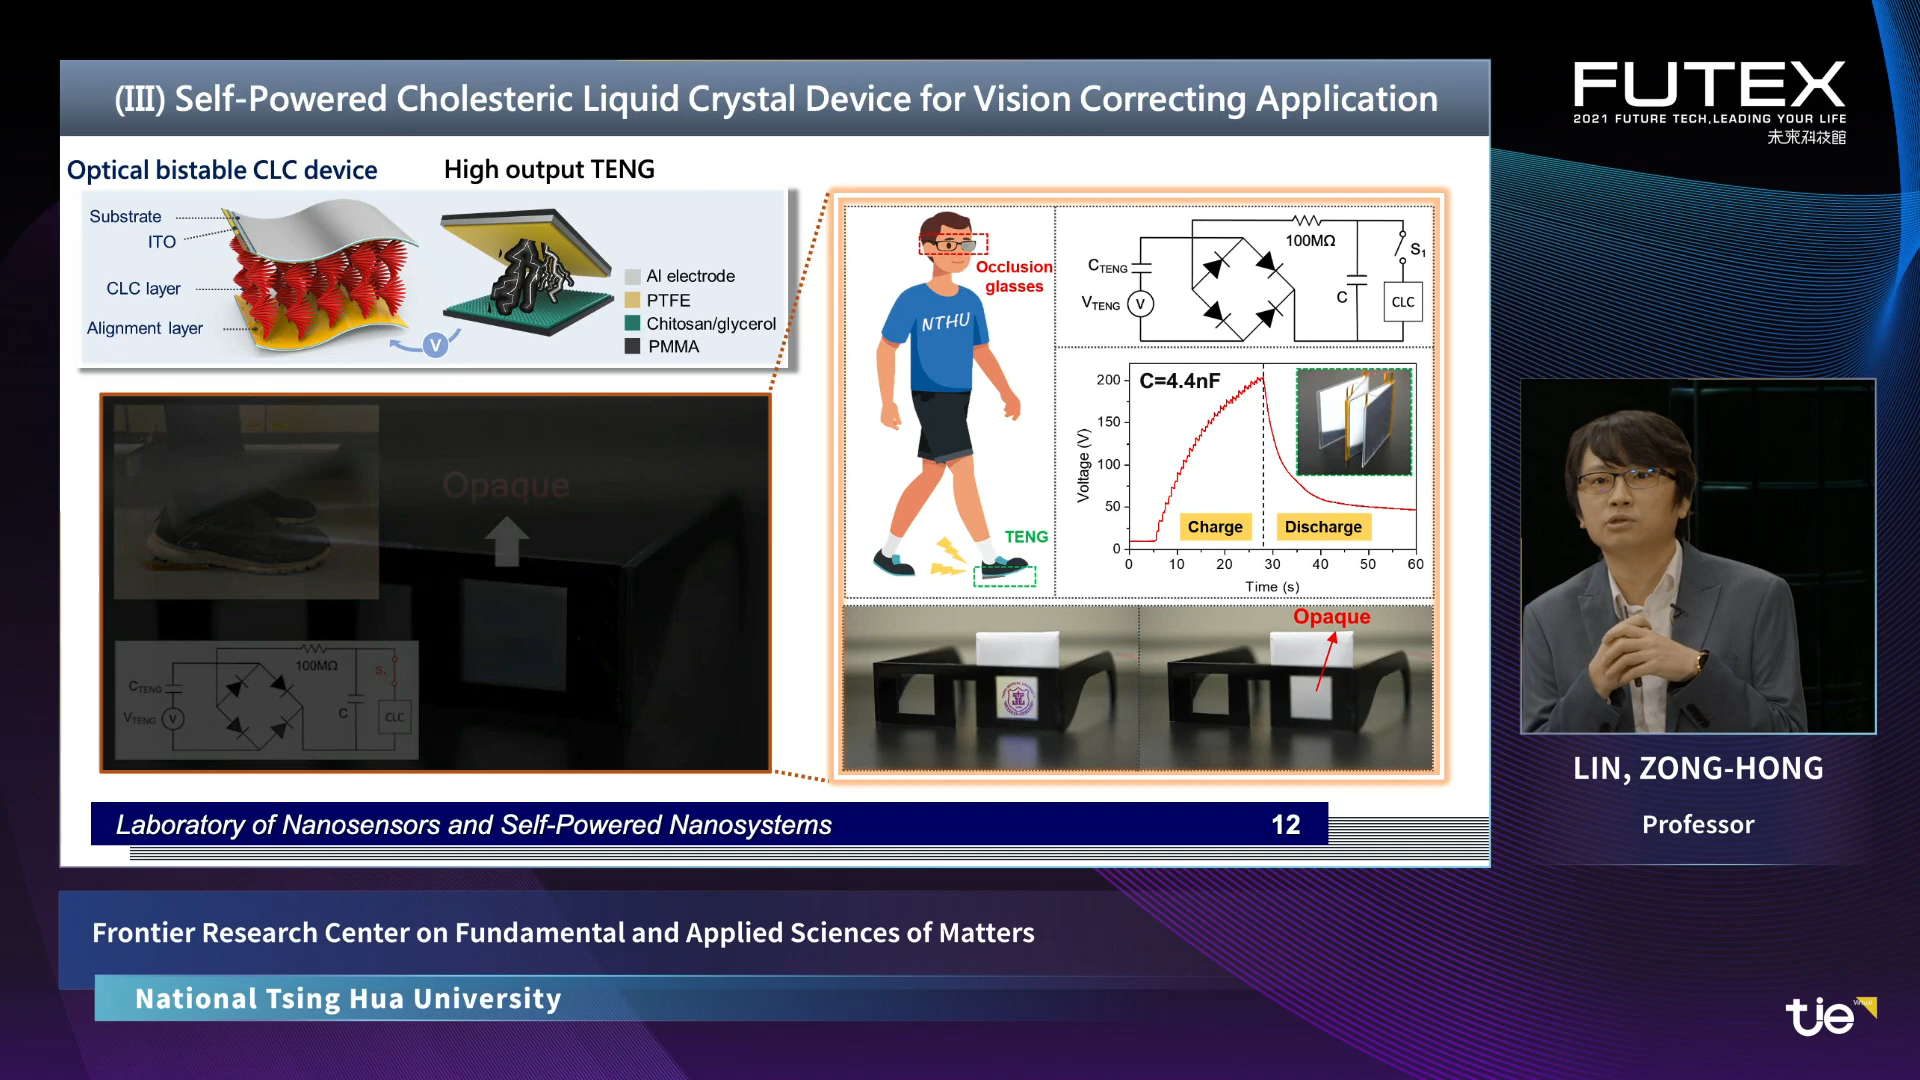 (III) Self-Powered Cholesteric Liquid Crystal Device for Vision Correcting Application
Optical bistable CLC device
High output TENG
Substrate
ITO
CLC layer
Alignment layer
V
Al electrode
PTFE
Chitosan/glycerol
PMMA
Opaque
100MΩ
CTENG
VTENG
V
C
S1
CLC
Occlusion
glasses
NTHU
TENG
100MΩ
CTENG
VTENG
V
C
S1
CLC
C=4.4nF
Voltage (V)
200
150
100
50
0
Charge
Discharge
0 10 20 30 40 50 60
Time (s)
Opaque
Laboratory of Nanosensors and Self-Powered Nanosystems
12
FUTEX
2021 FUTURE TECH,LEADING YOUR LIFE
未來科技館
LIN, ZONG-HONG
Professor
Frontier Research Center on Fundamental and Applied Sciences of Matters
National Tsing Hua University
tie
Virtual